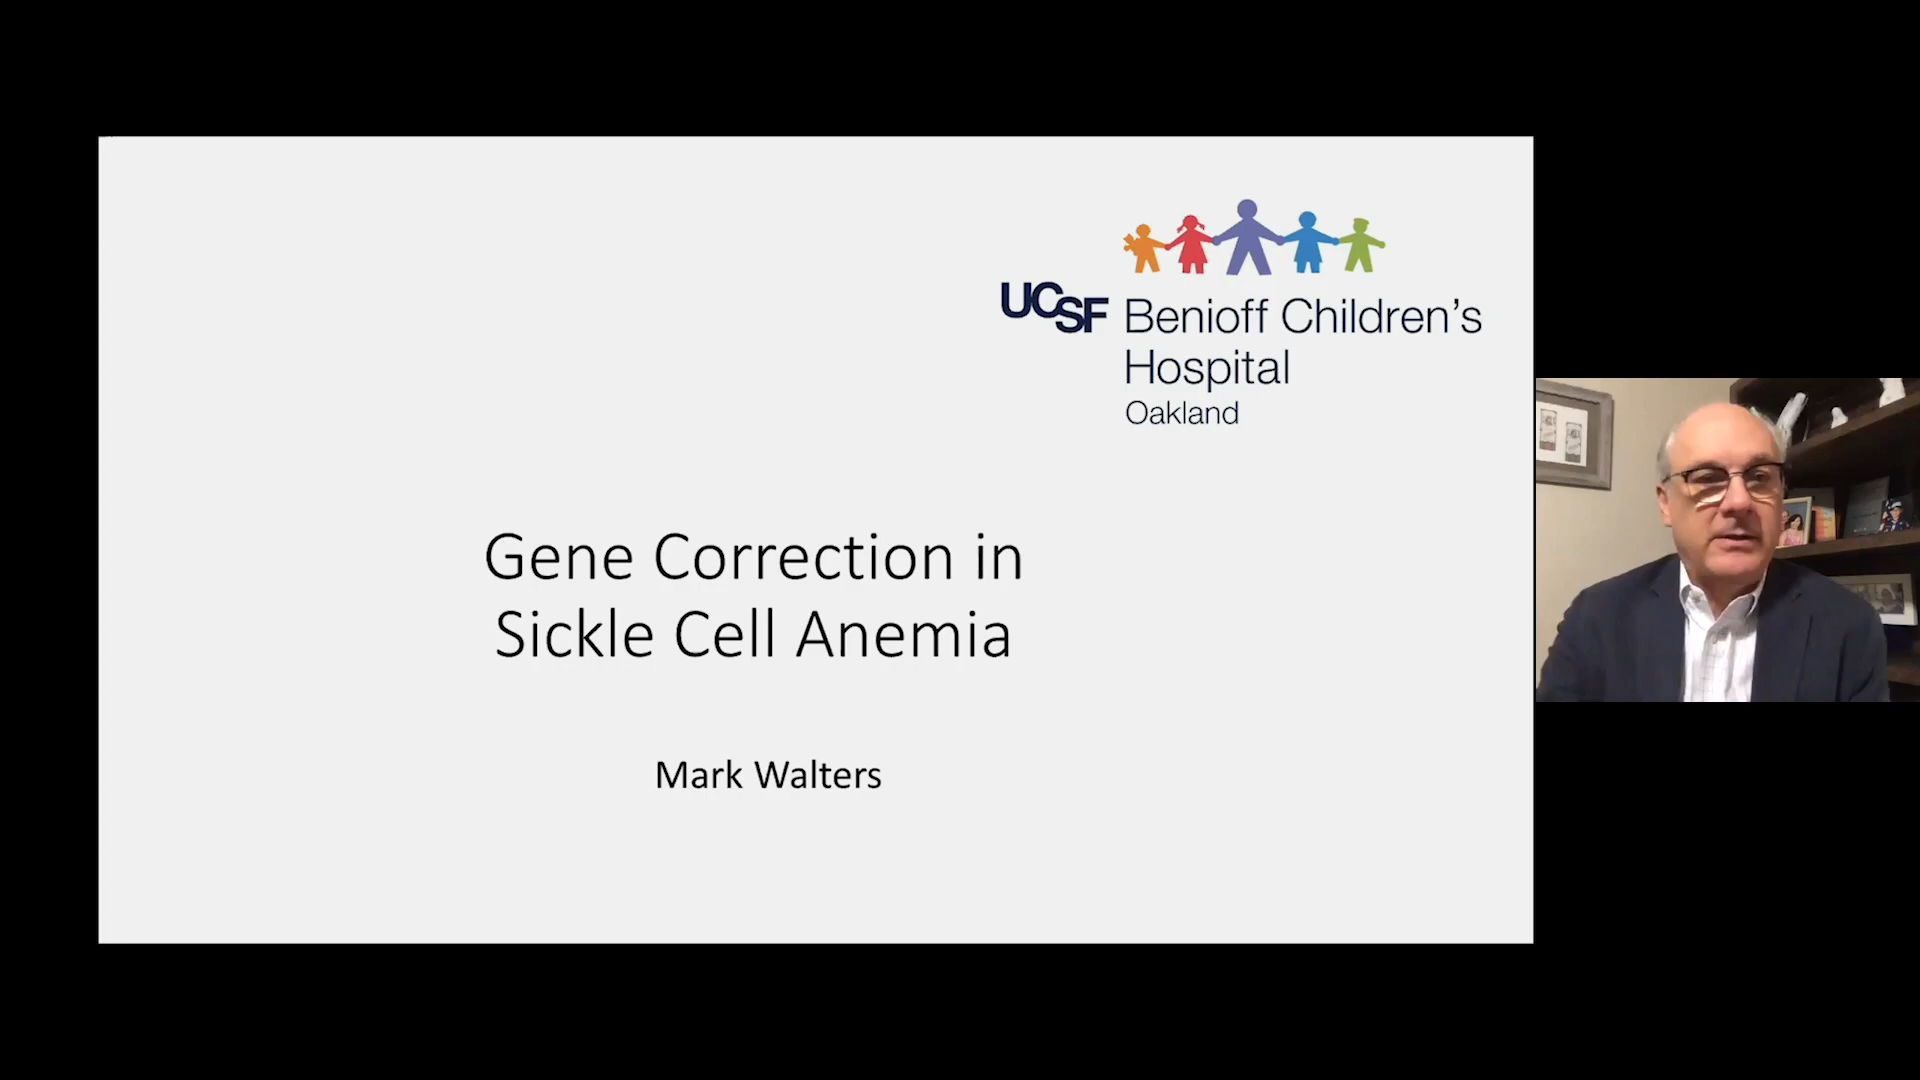 UCSF Benioff Children's
Hospital
Oakland
Gene Correction in
Sickle Cell Anemia
Mark Walters